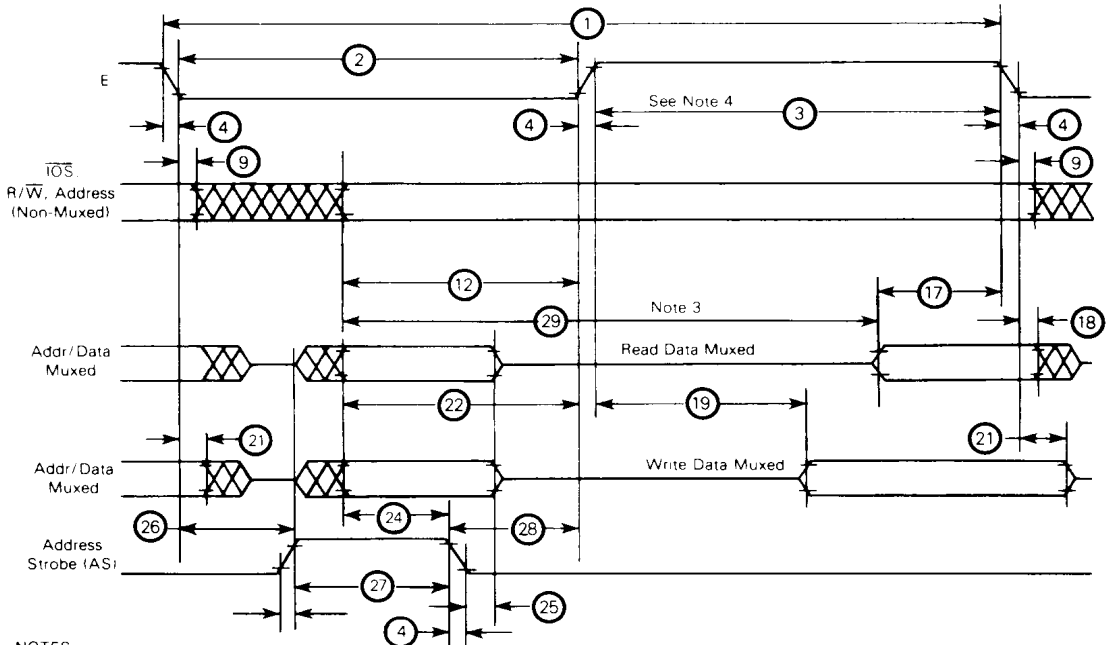 1
2
E
See Note 4
3
4
4
4
9
9
IOS,
R/W, Address
(Non-Muxed)
12
17
Note 3
29
18
Addr/Data
Muxed
Read Data Muxed
22
19
21
21
Addr/Data
Muxed
Write Data Muxed
26
24
28
Address
Strobe (AS)
27
25
4
NOTES